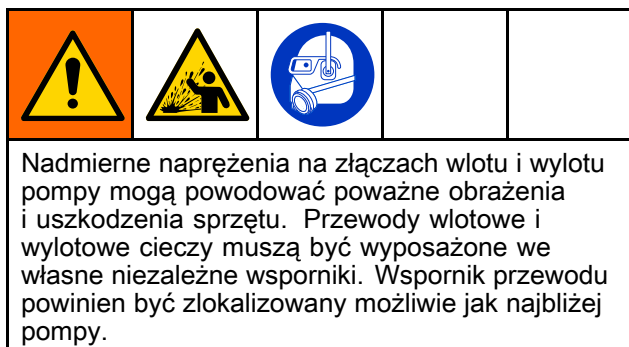 Nadmierne naprężenia na złączach wlotu i wylotu
pompy mogą powodować poważne obrażenia
i uszkodzenia sprzętu. Przewody wlotowe i
wylotowe cieczy muszą być wyposażone we
własne niezależne wsporniki. Wspornik przewodu
powinien być zlokalizowany możliwie jak najbliżej
pompy.